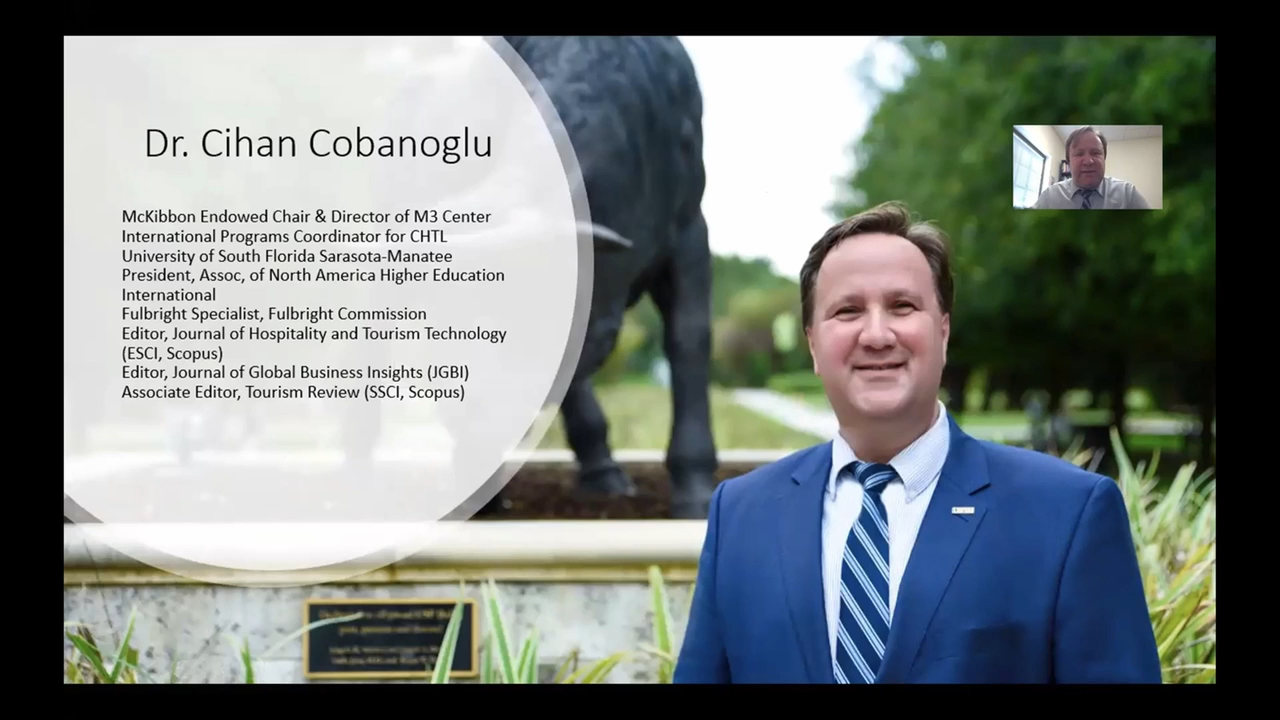 Dr. Cihan Cobanoglu
McKibbon Endowed Chair & Director of M3 Center
International Programs Coordinator for CHTL
University of South Florida Sarasota-Manatee
President, Assoc, of North America Higher Education
International
Fulbright Specialist, Fulbright Commission
Editor, Journal of Hospitality and Tourism Technology
(ESCI, Scopus)
Editor, Journal of Global Business Insights (JGBI)
Associate Editor, Tourism Review (SSCI, Scopus)